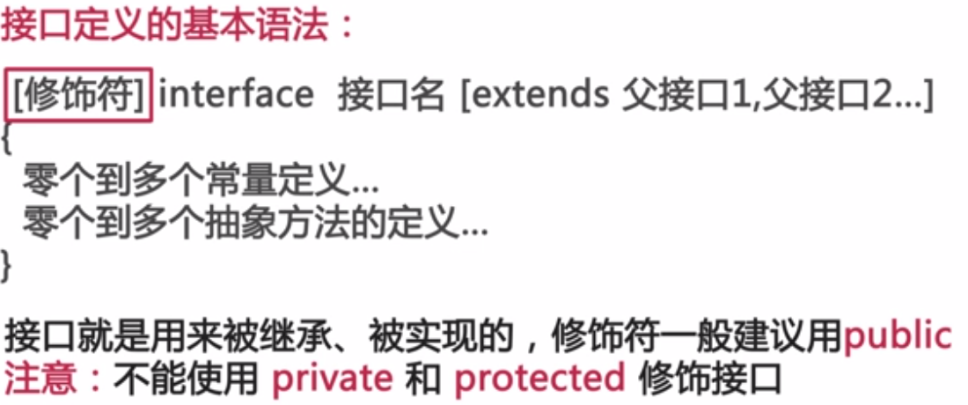 接口定义的基本语法：
[修饰符] interface 接口名 [extends 父接口1,父接口2...]
{
零个到多个常量定义...
零个到多个抽象方法的定义...
}
接口就是用来被继承、被实现的，修饰符一般建议用public
注意：不能使用 private 和 protected 修饰接口